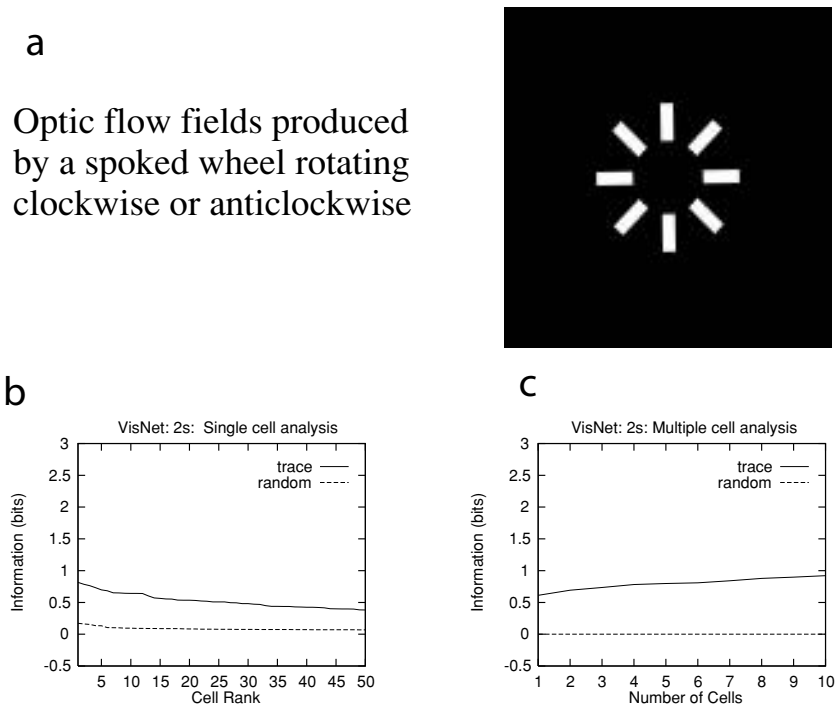 a
Optic flow fields produced
by a spoked wheel rotating
clockwise or anticlockwise
b
VisNet: 2s: Single cell analysis
3
2.5
2
1.5
1
0.5
0
-0.5
Information (bits)
trace
random
5 10 15 20 25 30 35 40 45 50
Cell Rank
c
VisNet: 2s: Multiple cell analysis
3
2.5
2
1.5
1
0.5
0
-0.5
Information (bits)
trace
random
1 2 3 4 5 6 7 8 9 10
Number of Cells